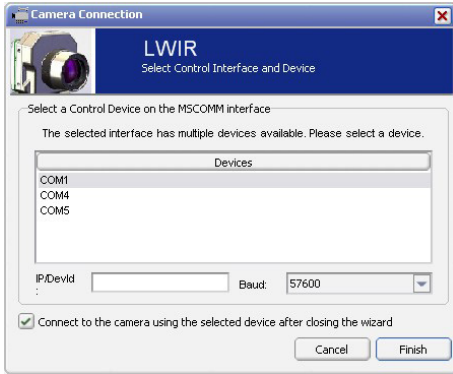 Camera Connection
LWIR
Select Control Interface and Device
Select a Control Device on the MSCOMM interface
The selected interface has multiple devices available. Please select a device.
Devices
COM1
COM4
COM5
IP/DevId
:
Baud:
57600
Connect to the camera using the selected device after closing the wizard
Cancel
Finish